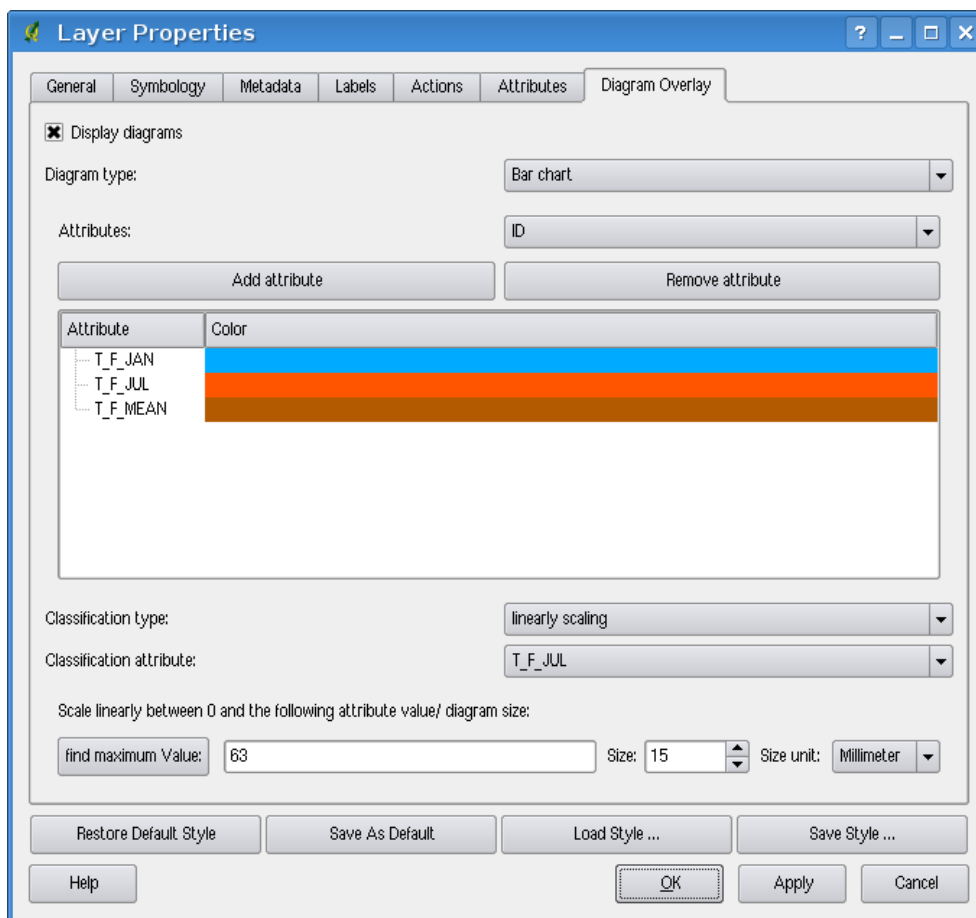 Layer Properties
?
General Symbology Metadata Labels Actions Attributes Diagram Overlay
Display diagrams
Diagram type: Bar chart
Attributes: ID
Add attribute Remove attribute
Attribute Color
T_F_JAN
T_F_JUL
T_F_MEAN
Classification type: linearly scaling
Classification attribute: T_F_JUL
Scale linearly between 0 and the following attribute value/ diagram size:
find maximum Value: 63 Size: 15 Size unit: Millimeter
Restore Default Style Save As Default Load Style ... Save Style ...
Help OK Apply Cancel